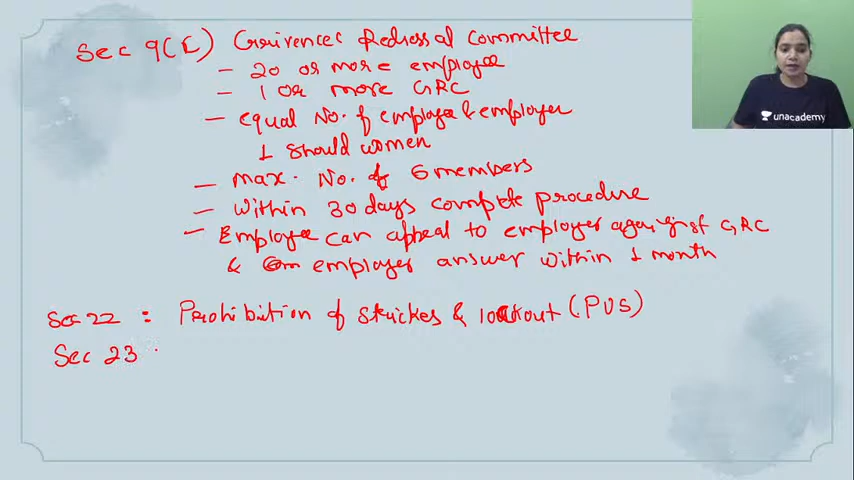 Sec 9(C) Grivences Redressal Committee
– 20 or more employee
– 1 or more GRC
– equal No. of employee & employer
1 should women
– max. No. of 6 members
– within 30 days complete procedure
– Employee can appeal to employer against GRC
& employer answer within 1 month
Sec 22 : Prohibition of strickes & lockout (PUS)
Sec 23
unacademy